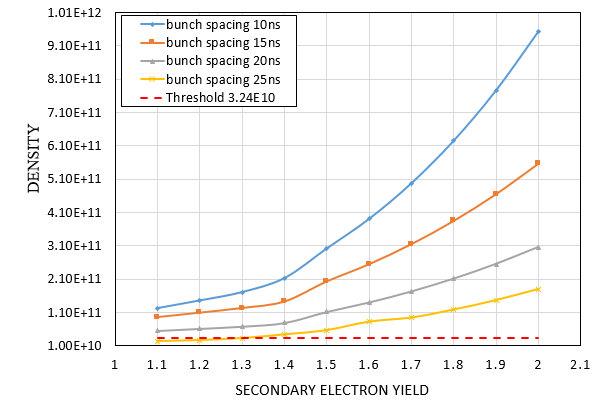 1.01E+12
9.10E+11
8.10E+11
7.10E+11
6.10E+11
5.10E+11
4.10E+11
3.10E+11
2.10E+11
1.10E+11
1.00E+10
DENSITY
bunch spacing 10ns
bunch spacing 15ns
bunch spacing 20ns
bunch spacing 25ns
Threshold 3.24E10
1 1.1 1.2 1.3 1.4 1.5 1.6 1.7 1.8 1.9 2 2.1
SECONDARY ELECTRON YIELD